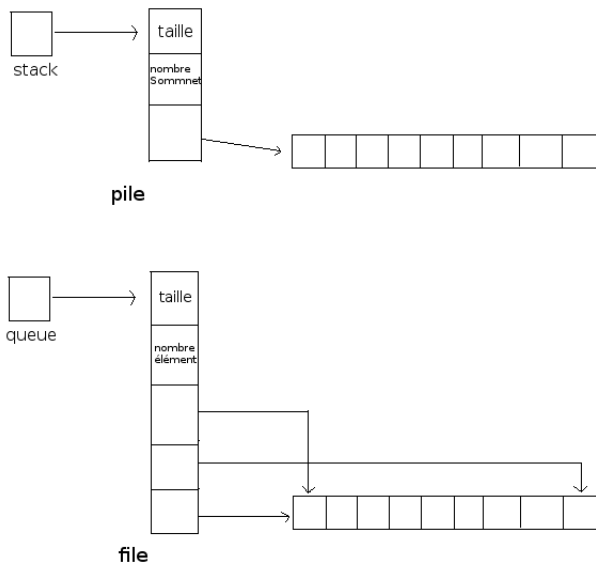 taille
stack
nombre
Sommnet
pile
taille
queue
nombre
élément
file